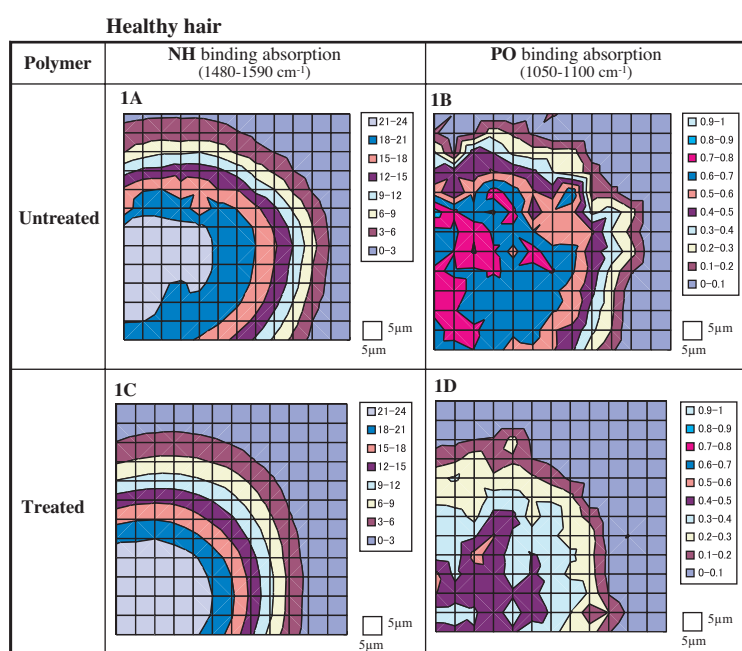 Healthy hair
Polymer
NH binding absorption
(1480-1590 cm-1)
PO binding absorption
(1050-1100 cm-1)
Untreated
1A
21-24
18-21
15-18
12-15
9-12
6-9
3-6
0-3
5µm
5µm
1B
0.9-1
0.8-0.9
0.7-0.8
0.6-0.7
0.5-0.6
0.4-0.5
0.3-0.4
0.2-0.3
0.1-0.2
0-0.1
5µm
5µm
Treated
1C
21-24
18-21
15-18
12-15
9-12
6-9
3-6
0-3
5µm
5µm
1D
0.9-1
0.8-0.9
0.7-0.8
0.6-0.7
0.5-0.6
0.4-0.5
0.3-0.4
0.2-0.3
0.1-0.2
0-0.1
5µm
5µm